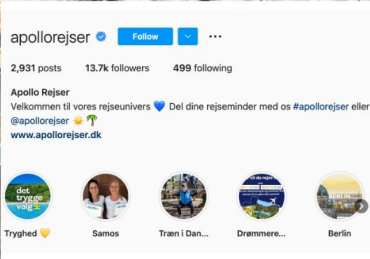 apollorejser Follow
2,931 posts 13.7k followers 499 following
Apollo Rejser
Velkommen til vores rejseunivers 💙 Del dine rejseminder med os #apollorejser eller
@apollorejser ☀️🌴
www.apollorejser.dk
det
trygge
valg
Tryghed 💛 Samos Træn i Dan... Drømmere... Berlin